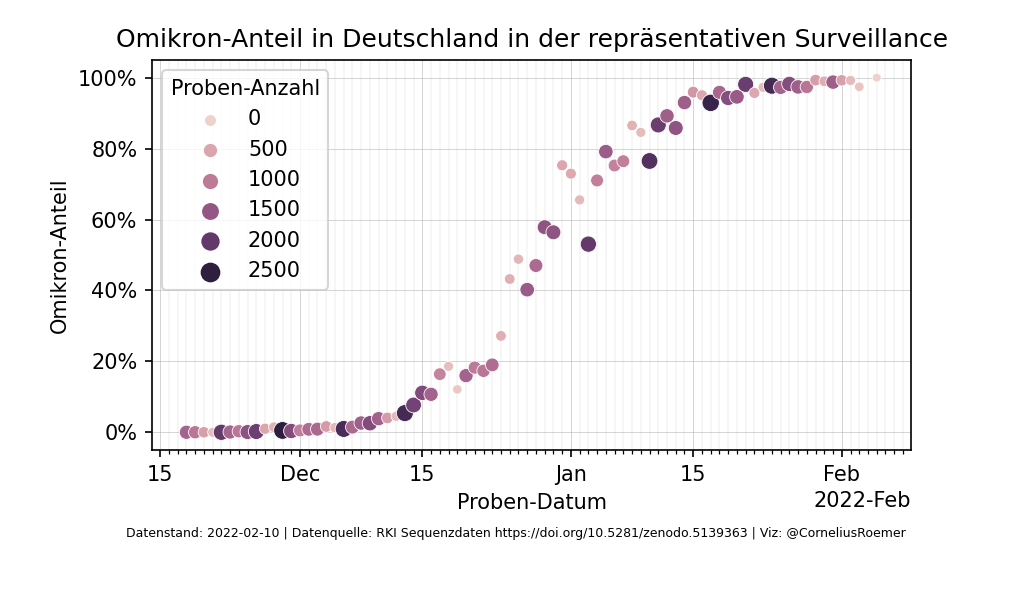 Omikron-Anteil in Deutschland in der repräsentativen Surveillance
Omikron-Anteil
100%
80%
60%
40%
20%
0%
Proben-Anzahl
0
500
1000
1500
2000
2500
15 Dec 15 Jan 15 Feb
Proben-Datum 2022-Feb
Datenstand: 2022-02-10 | Datenquelle: RKI Sequenzdaten https://doi.org/10.5281/zenodo.5139363 | Viz: @CorneliusRoemer